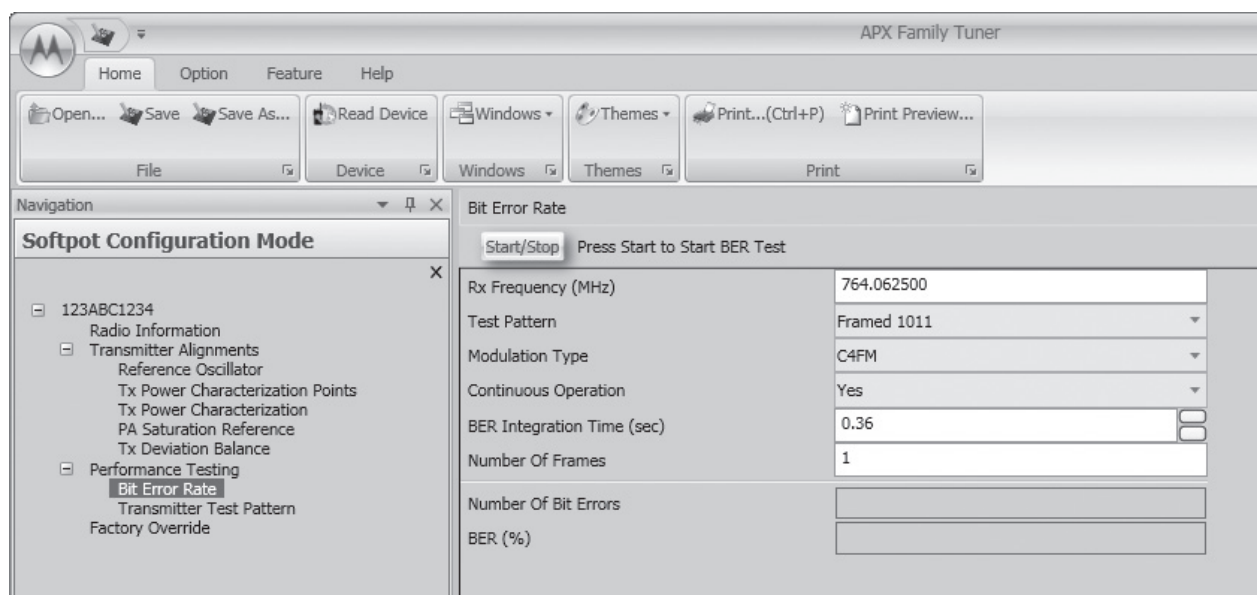 APX Family Tuner
Home Option Feature Help
Open... Save Save As... Read Device Windows Themes Print...(Ctrl+P) Print Preview...
File Device Windows Themes Print
Navigation
Softpot Configuration Mode
123ABC1234
Radio Information
Transmitter Alignments
Reference Oscillator
Tx Power Characterization Points
Tx Power Characterization
PA Saturation Reference
Tx Deviation Balance
Performance Testing
Bit Error Rate
Transmitter Test Pattern
Factory Override
Bit Error Rate
Start/Stop Press Start to Start BER Test
Rx Frequency (MHz) 764.062500
Test Pattern Framed 1011
Modulation Type C4FM
Continuous Operation Yes
BER Integration Time (sec) 0.36
Number Of Frames 1
Number Of Bit Errors
BER (%)